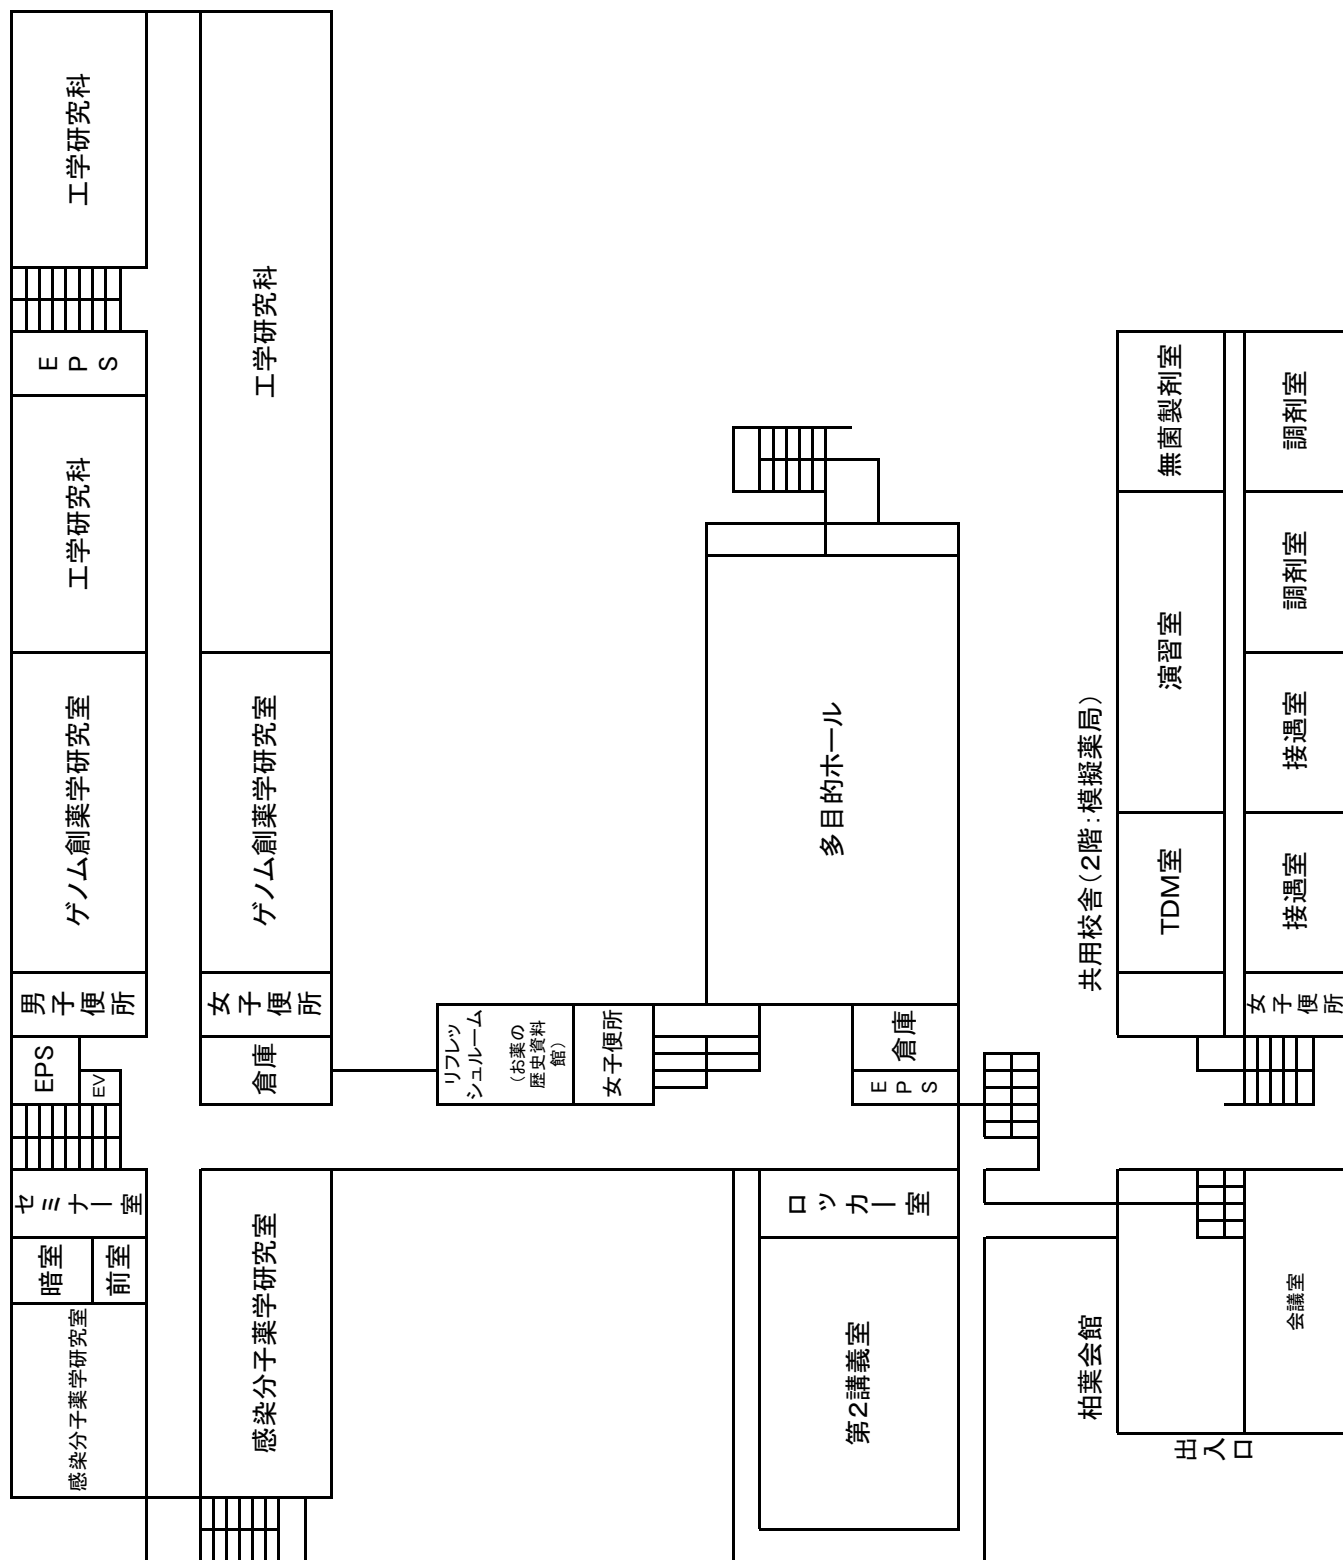 工学研究科
EPS
工学研究科
ゲノム創薬学研究室
男子便所
EPS
EV
セミナー室
暗室
前室
感染分子薬学研究室
工学研究科
ゲノム創薬学研究室
女子便所
倉庫
感染分子薬学研究室
リフレッ
シュルーム
（お薬の
歴史資料
館）
女子便所
多目的ホール
倉庫
EPS
ロッカー室
第2講義室
共用校舎（2階：模擬薬局）
柏葉会館
無菌製剤室
演習室
TDM室
出入口
調剤室
調剤室
接遇室
接遇室
女子便所
会議室